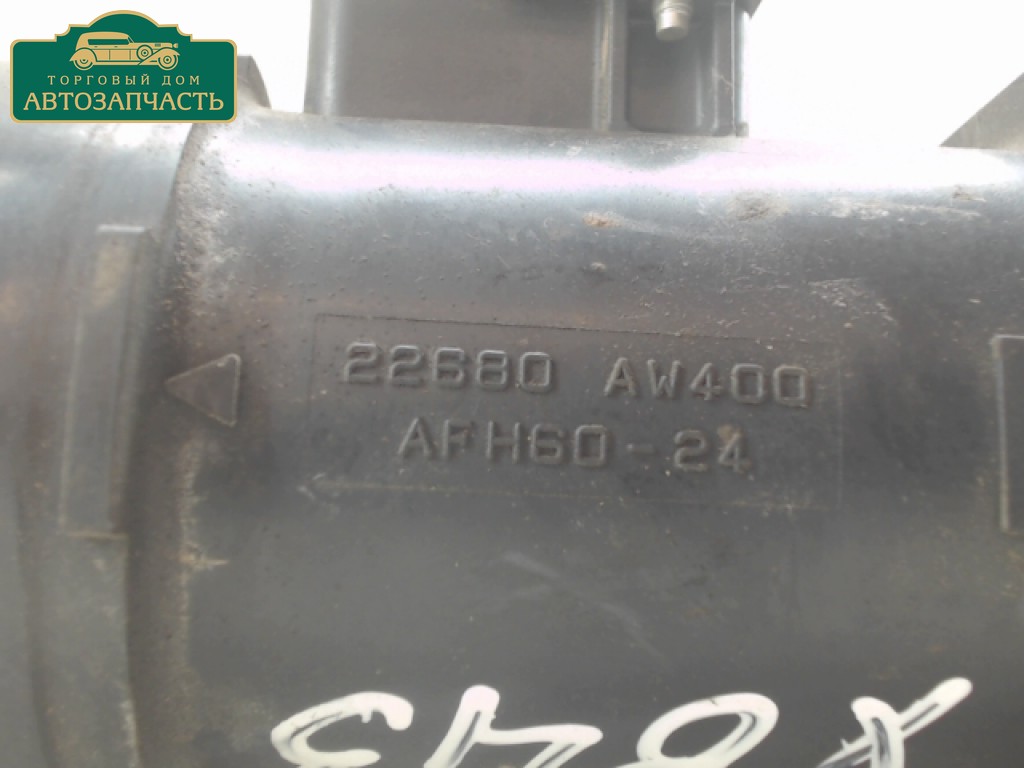 ТОРГОВЫЙ ДОМ
АВТОЗАПЧАСТЬ
22680 AW400
AFH60-24